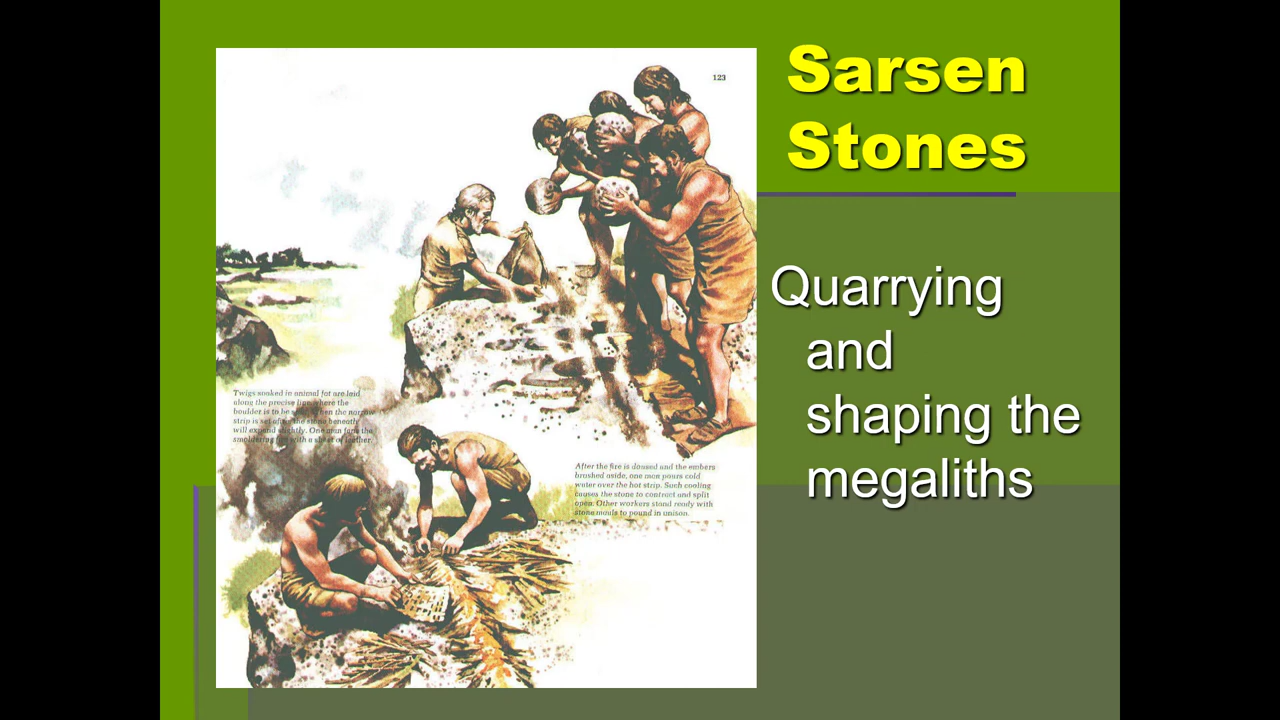 Sarsen
Stones
Quarrying
and
shaping the
megaliths
123
Twigs soaked in animal fat are laid
along the precise line where the
boulder is to be split. When the narrow
strip is set afire the stone beneath
will expand slightly. One man fans the
smoldering fire with a sheet of leather.
After the fire is doused and the embers
brushed aside, one man pours cold
water over the hot strip. Such cooling
causes the stone to contract and split
open. Other workers stand ready with
stone mauls to pound in unison.